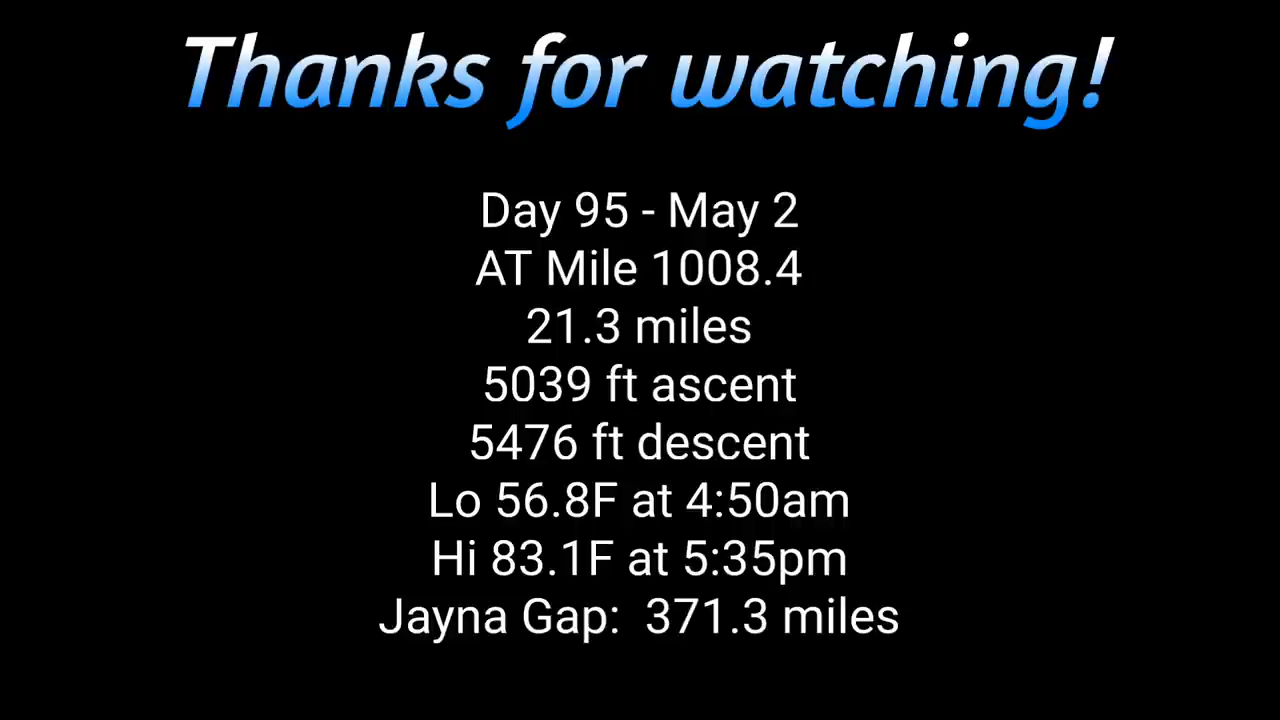 Thanks for watching!
Day 95 - May 2
AT Mile 1008.4
21.3 miles
5039 ft ascent
5476 ft descent
Lo 56.8F at 4:50am
Hi 83.1F at 5:35pm
Jayna Gap:  371.3 miles